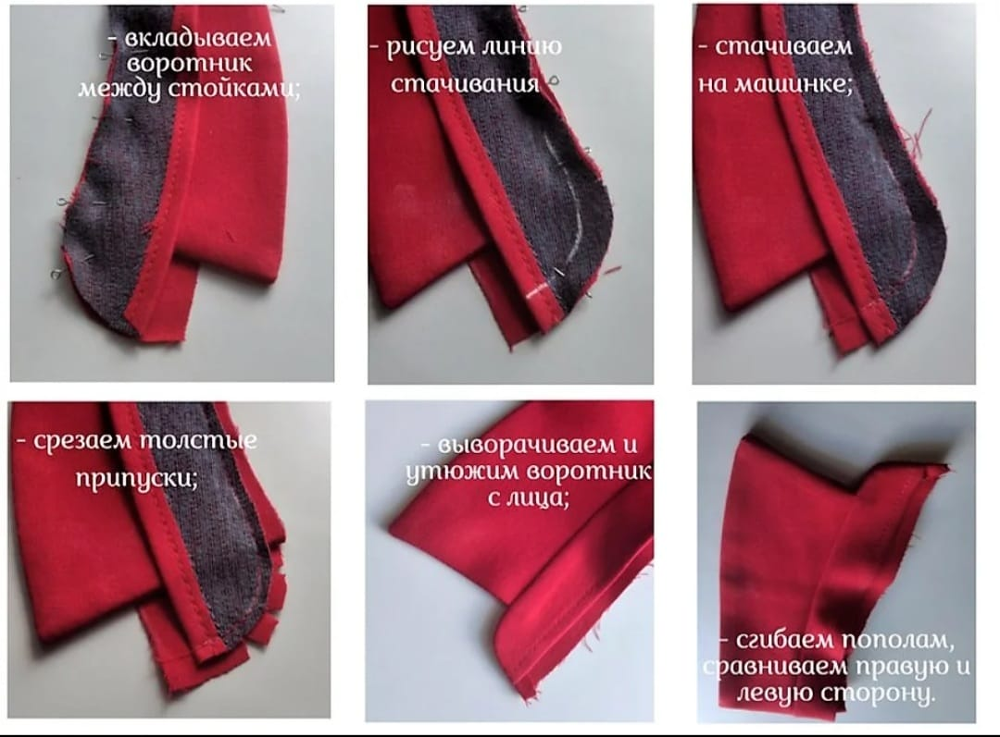 - вкладываем
воротник
между стойками;
- рисуем линию
стачивания
- стачиваем
на машинке;
- срезаем толстые
припуски;
- выворачиваем и
утюжим воротник
с лица;
- сгибаем пополам,
сравниваем правую и
левую сторону.